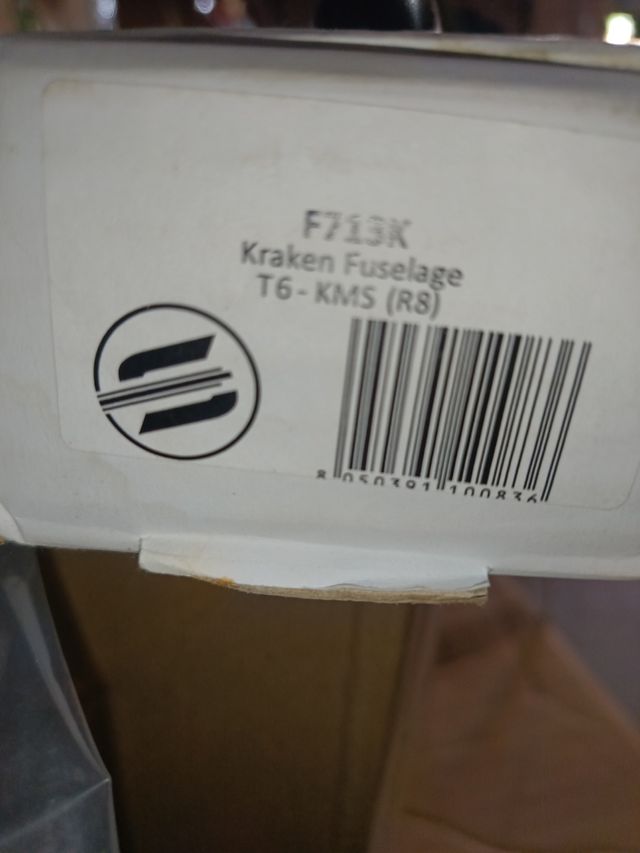 F713K
Kraken Fuselage
T6 - KMS (R8)
8 050391 100836